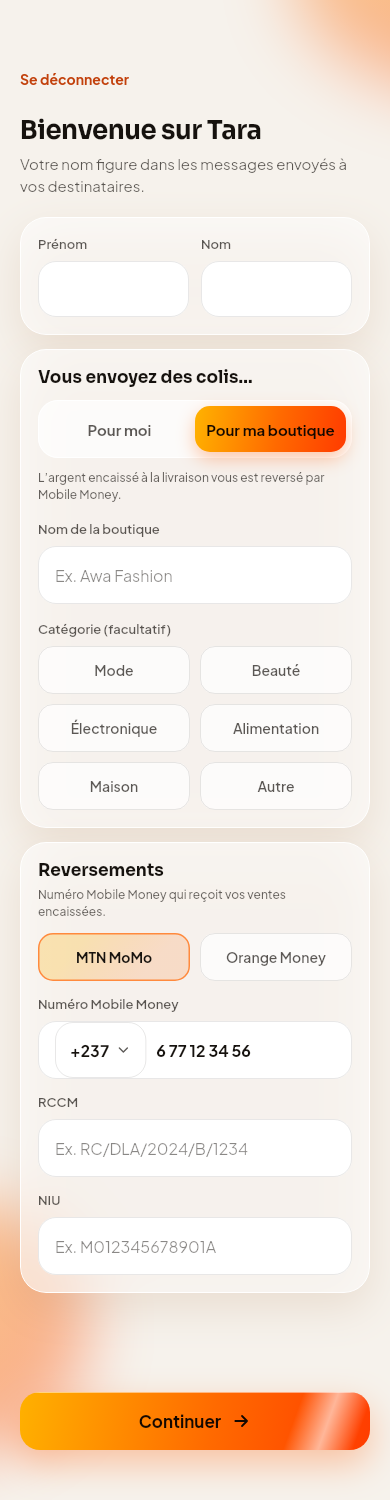 Se déconnecter
Bienvenue sur Tara
Votre nom figure dans les messages envoyés à
vos destinataires.
Prénom
Nom
Vous envoyez des colis...
Pour moi
Pour ma boutique
L'argent encaissé à la livraison vous est reversé par
Mobile Money.
Nom de la boutique
Ex. Awa Fashion
Catégorie (facultatif)
Mode
Beauté
Électronique
Alimentation
Maison
Autre
Reversements
Numéro Mobile Money qui reçoit vos ventes
encaissées.
MTN MoMo
Orange Money
Numéro Mobile Money
+237
6 77 12 34 56
RCCM
Ex. RC/DLA/2024/B/1234
NIU
Ex. M012345678901A
Continuer →